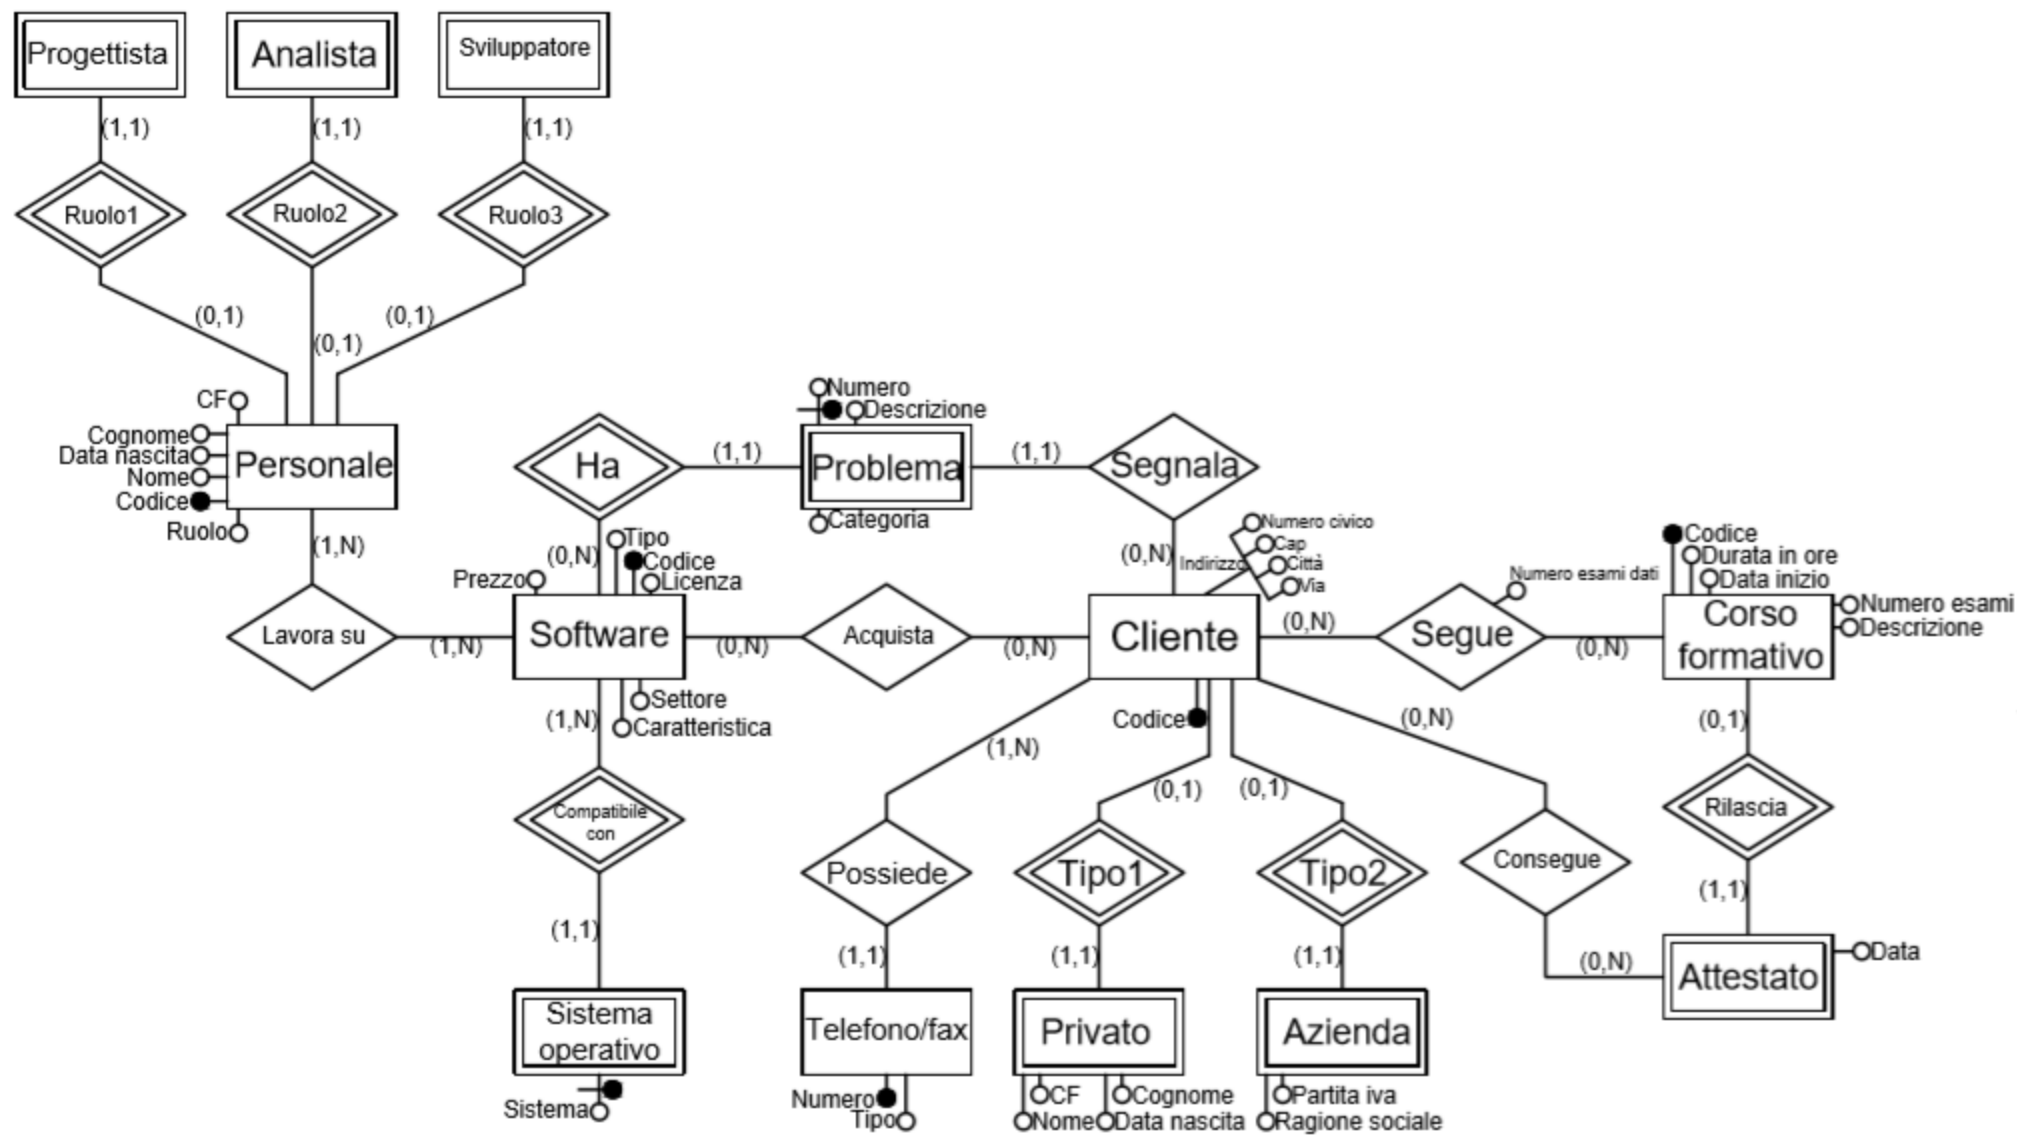 Progettista
Analista
Sviluppatore
(1,1)
(1,1)
(1,1)
Ruolo1
Ruolo2
Ruolo3
(0,1)
(0,1)
(0,1)
CF
Cognome
Data nascita
Nome
Codice
Ruolo
Personale
(1,N)
Lavora su
(1,N)
Ha
(1,1)
Numero
Descrizione
Problema
Categoria
(1,1)
Segnala
(0,N)
(0,N)
Tipo
Codice
Licenza
Prezzo
Software
Settore
Caratteristica
(0,N)
Acquista
(0,N)
Indirizzo
Numero civico
Cap
Città
Via
Cliente
Codice
(0,N)
Segue
Numero esami dati
(0,N)
Codice
Durata in ore
Data inizio
Numero esami
Descrizione
Corso
formativo
(1,N)
Compatibile
con
(1,1)
Sistema
operativo
Sistema
(1,N)
Possiede
(1,1)
Telefono/fax
Numero
Tipo
(0,1)
Tipo1
(1,1)
Privato
CF
Cognome
Nome
Data nascita
(0,1)
Tipo2
(1,1)
Azienda
Partita iva
Ragione sociale
(0,N)
Consegue
(0,N)
(0,1)
Rilascia
(1,1)
Attestato
Data